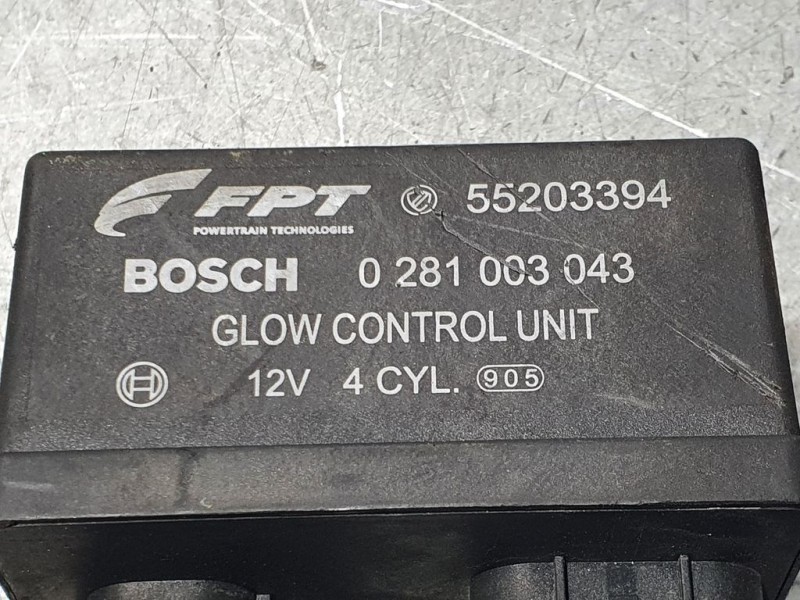 FPT 55203394
POWERTRAIN TECHNOLOGIES
BOSCH 0 281 003 043
GLOW CONTROL UNIT
12V 4 CYL. 905